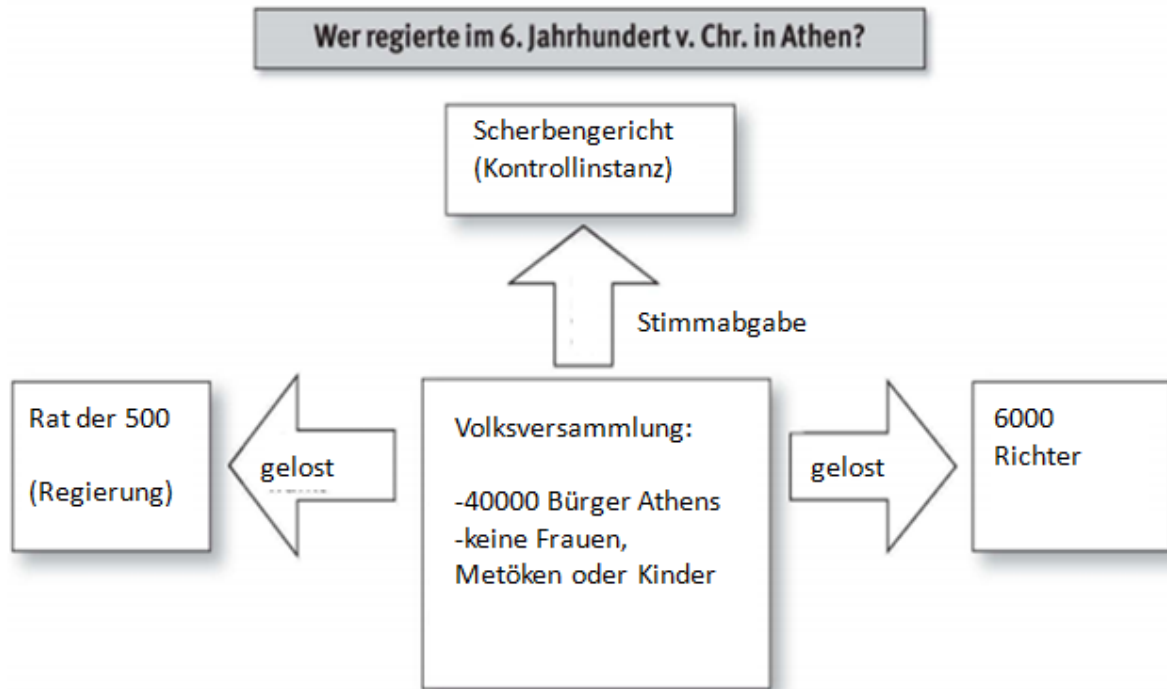 Wer regierte im 6. Jahrhundert v. Chr. in Athen?
Scherbengericht
(Kontrollinstanz)
Stimmabgabe
Rat der 500
(Regierung)
gelost
Volksversammlung:
-40000 Bürger Athens
-keine Frauen,
Metöken oder Kinder
gelost
6000
Richter